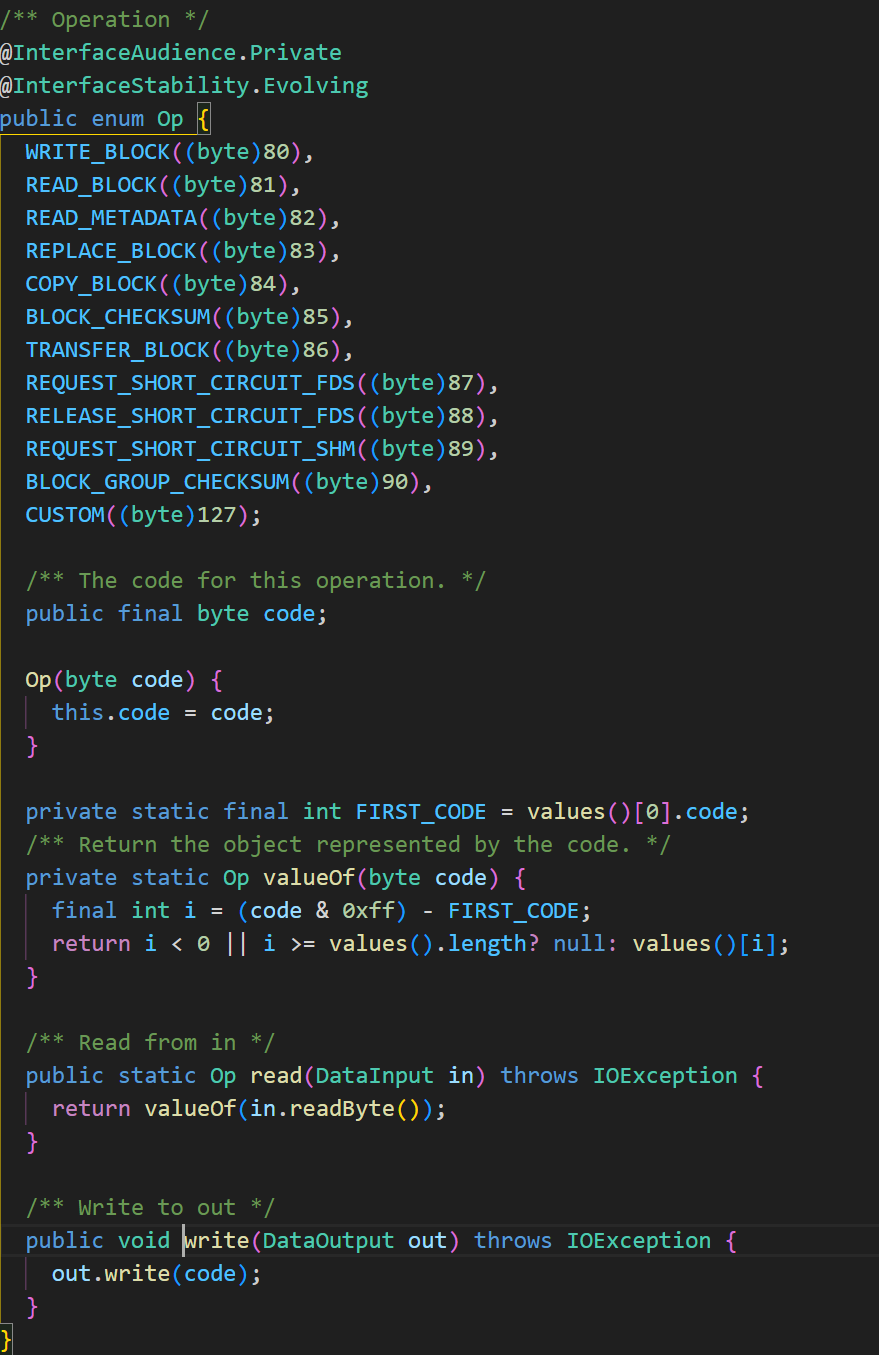 /** Operation */
@InterfaceAudience.Private
@InterfaceStability.Evolving
public enum Op {
  WRITE_BLOCK((byte)80),
  READ_BLOCK((byte)81),
  READ_METADATA((byte)82),
  REPLACE_BLOCK((byte)83),
  COPY_BLOCK((byte)84),
  BLOCK_CHECKSUM((byte)85),
  TRANSFER_BLOCK((byte)86),
  REQUEST_SHORT_CIRCUIT_FDS((byte)87),
  RELEASE_SHORT_CIRCUIT_FDS((byte)88),
  REQUEST_SHORT_CIRCUIT_SHM((byte)89),
  BLOCK_GROUP_CHECKSUM((byte)90),
  CUSTOM((byte)127);

  /** The code for this operation. */
  public final byte code;

  Op(byte code) {
    this.code = code;
  }

  private static final int FIRST_CODE = values()[0].code;
  /** Return the object represented by the code. */
  private static Op valueOf(byte code) {
    final int i = (code & 0xff) - FIRST_CODE;
    return i < 0 || i >= values().length? null: values()[i];
  }

  /** Read from in */
  public static Op read(DataInput in) throws IOException {
    return valueOf(in.readByte());
  }

  /** Write to out */
  public void write(DataOutput out) throws IOException {
    out.write(code);
  }
}